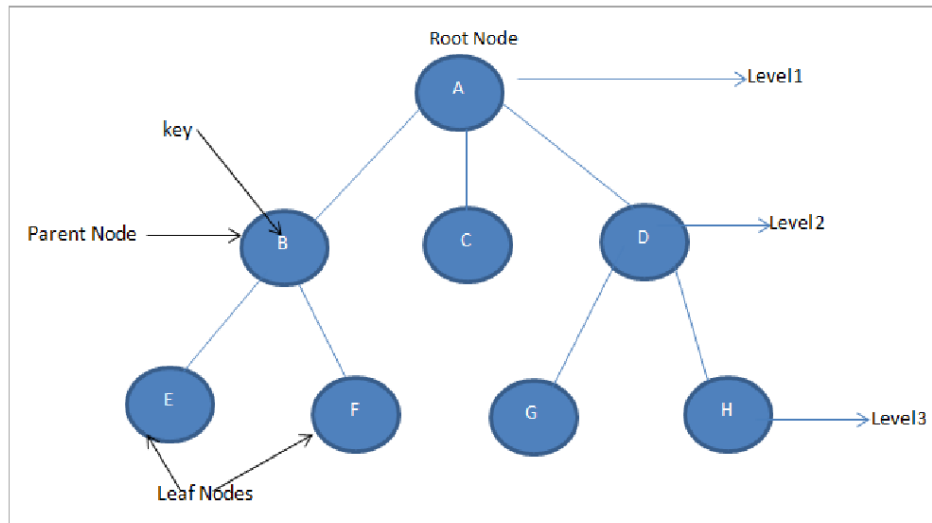 Root Node
A
Level1
key
Parent Node
B
C
D
Level2
E
F
G
H
Level3
Leaf Nodes